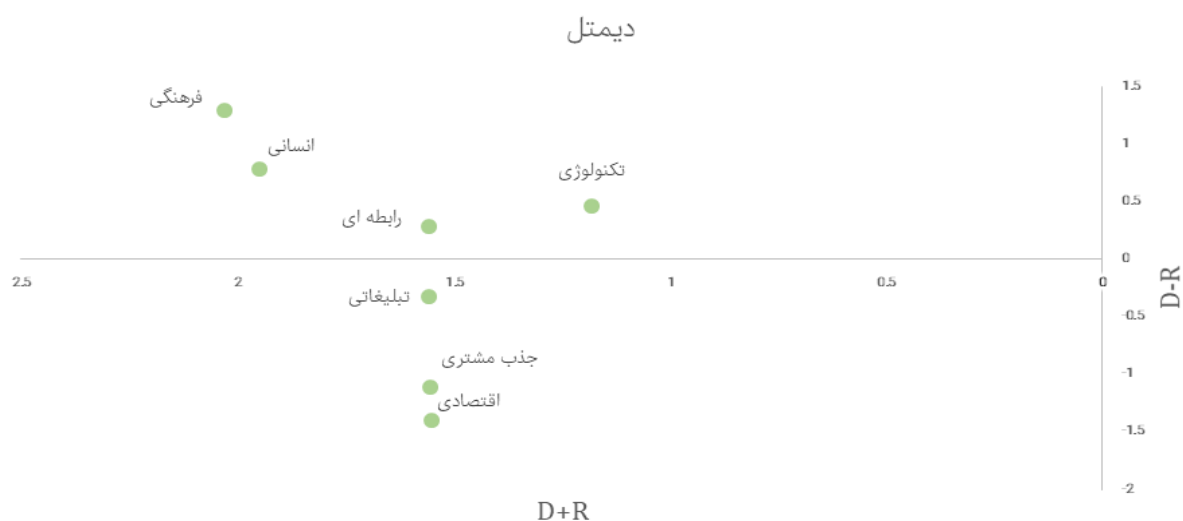 دیمتل
1.5
فرهنگی
انسانی
1
تکنولوژی
0.5
رابطه ای
0
2.5
2
1.5
1
0.5
0
D-R
تبلیغاتی
-0.5
جذب مشتری
-1
اقتصادی
-1.5
-2
D+R